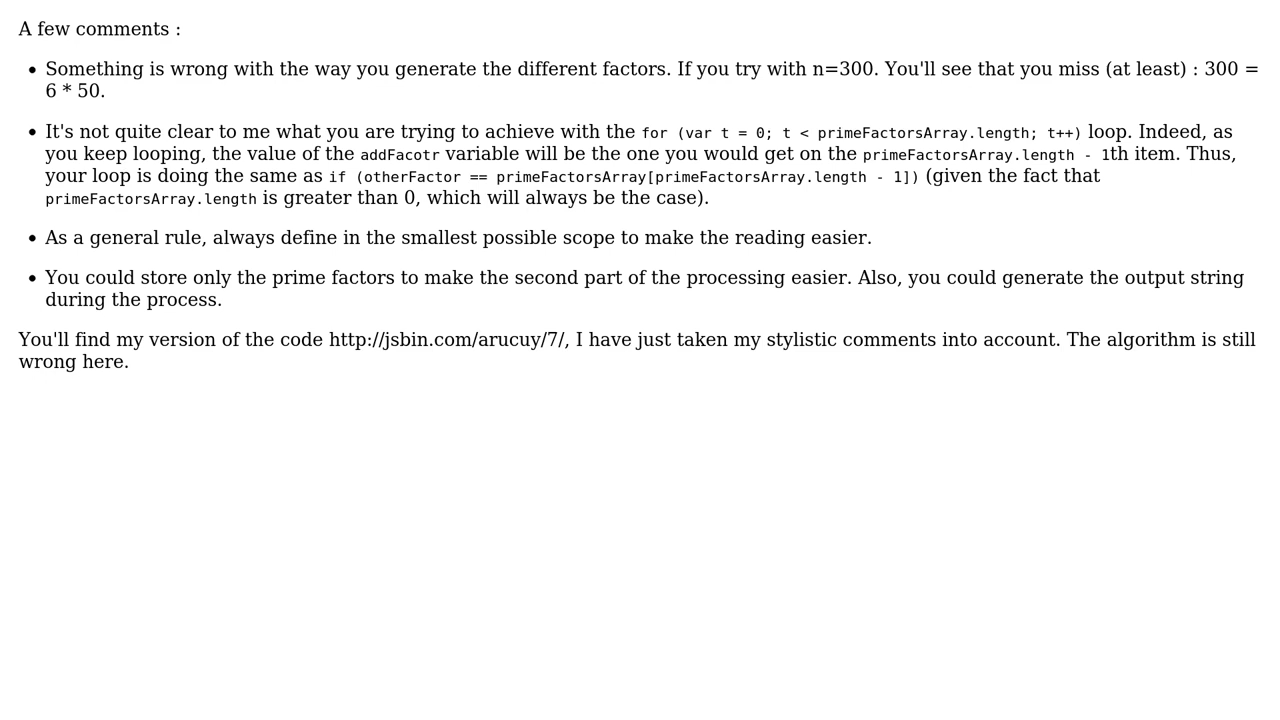 A few comments :
Something is wrong with the way you generate the different factors. If you try with n=300. You'll see that you miss (at least) : 300 =
6 * 50.
It's not quite clear to me what you are trying to achieve with the for (var t = 0; t < primeFactorsArray.length; t++) loop. Indeed, as
you keep looping, the value of the addFacotr variable will be the one you would get on the primeFactorsArray.length - 1th item. Thus,
your loop is doing the same as if (otherFactor == primeFactorsArray[primeFactorsArray.length - 1]) (given the fact that
primeFactorsArray.length is greater than 0, which will always be the case).
As a general rule, always define in the smallest possible scope to make the reading easier.
You could store only the prime factors to make the second part of the processing easier. Also, you could generate the output string
during the process.
You'll find my version of the code http://jsbin.com/arucuy/7/, I have just taken my stylistic comments into account. The algorithm is still
wrong here.